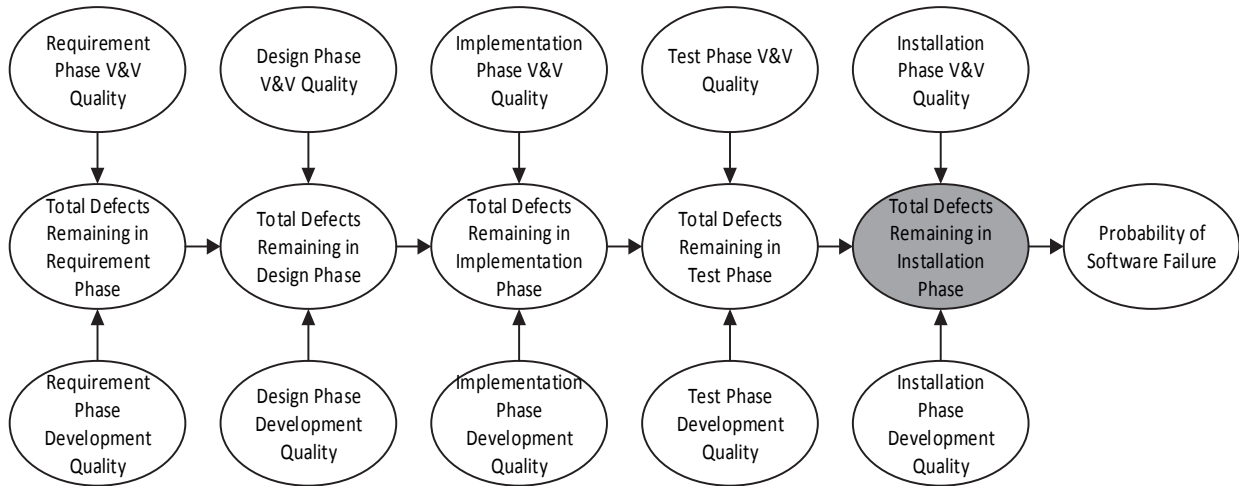 Requirement
Phase V&V
Quality
Design Phase
V&V Quality
Implementation
Phase V&V
Quality
Test Phase V&V
Quality
Installation
Phase V&V
Quality
Total Defects
Remaining in
Requirement
Phase
Total Defects
Remaining in
Design Phase
Total Defects
Remaining in
Implementation
Phase
Total Defects
Remaining in
Test Phase
Total Defects
Remaining in
Installation
Phase
Probability of
Software Failure
Requirement
Phase
Development
Quality
Design Phase
Development
Quality
Implementation
Phase
Development
Quality
Test Phase
Development
Quality
Installation
Phase
Development
Quality